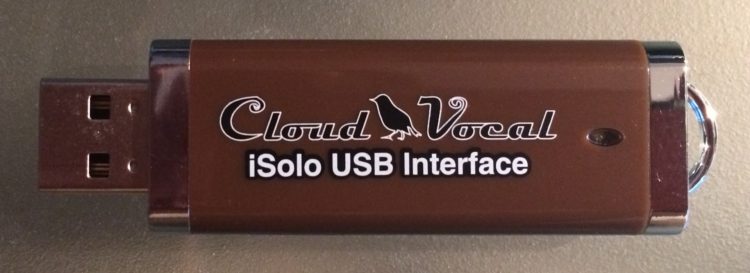 Cloud Vocal
iSolo USB Interface